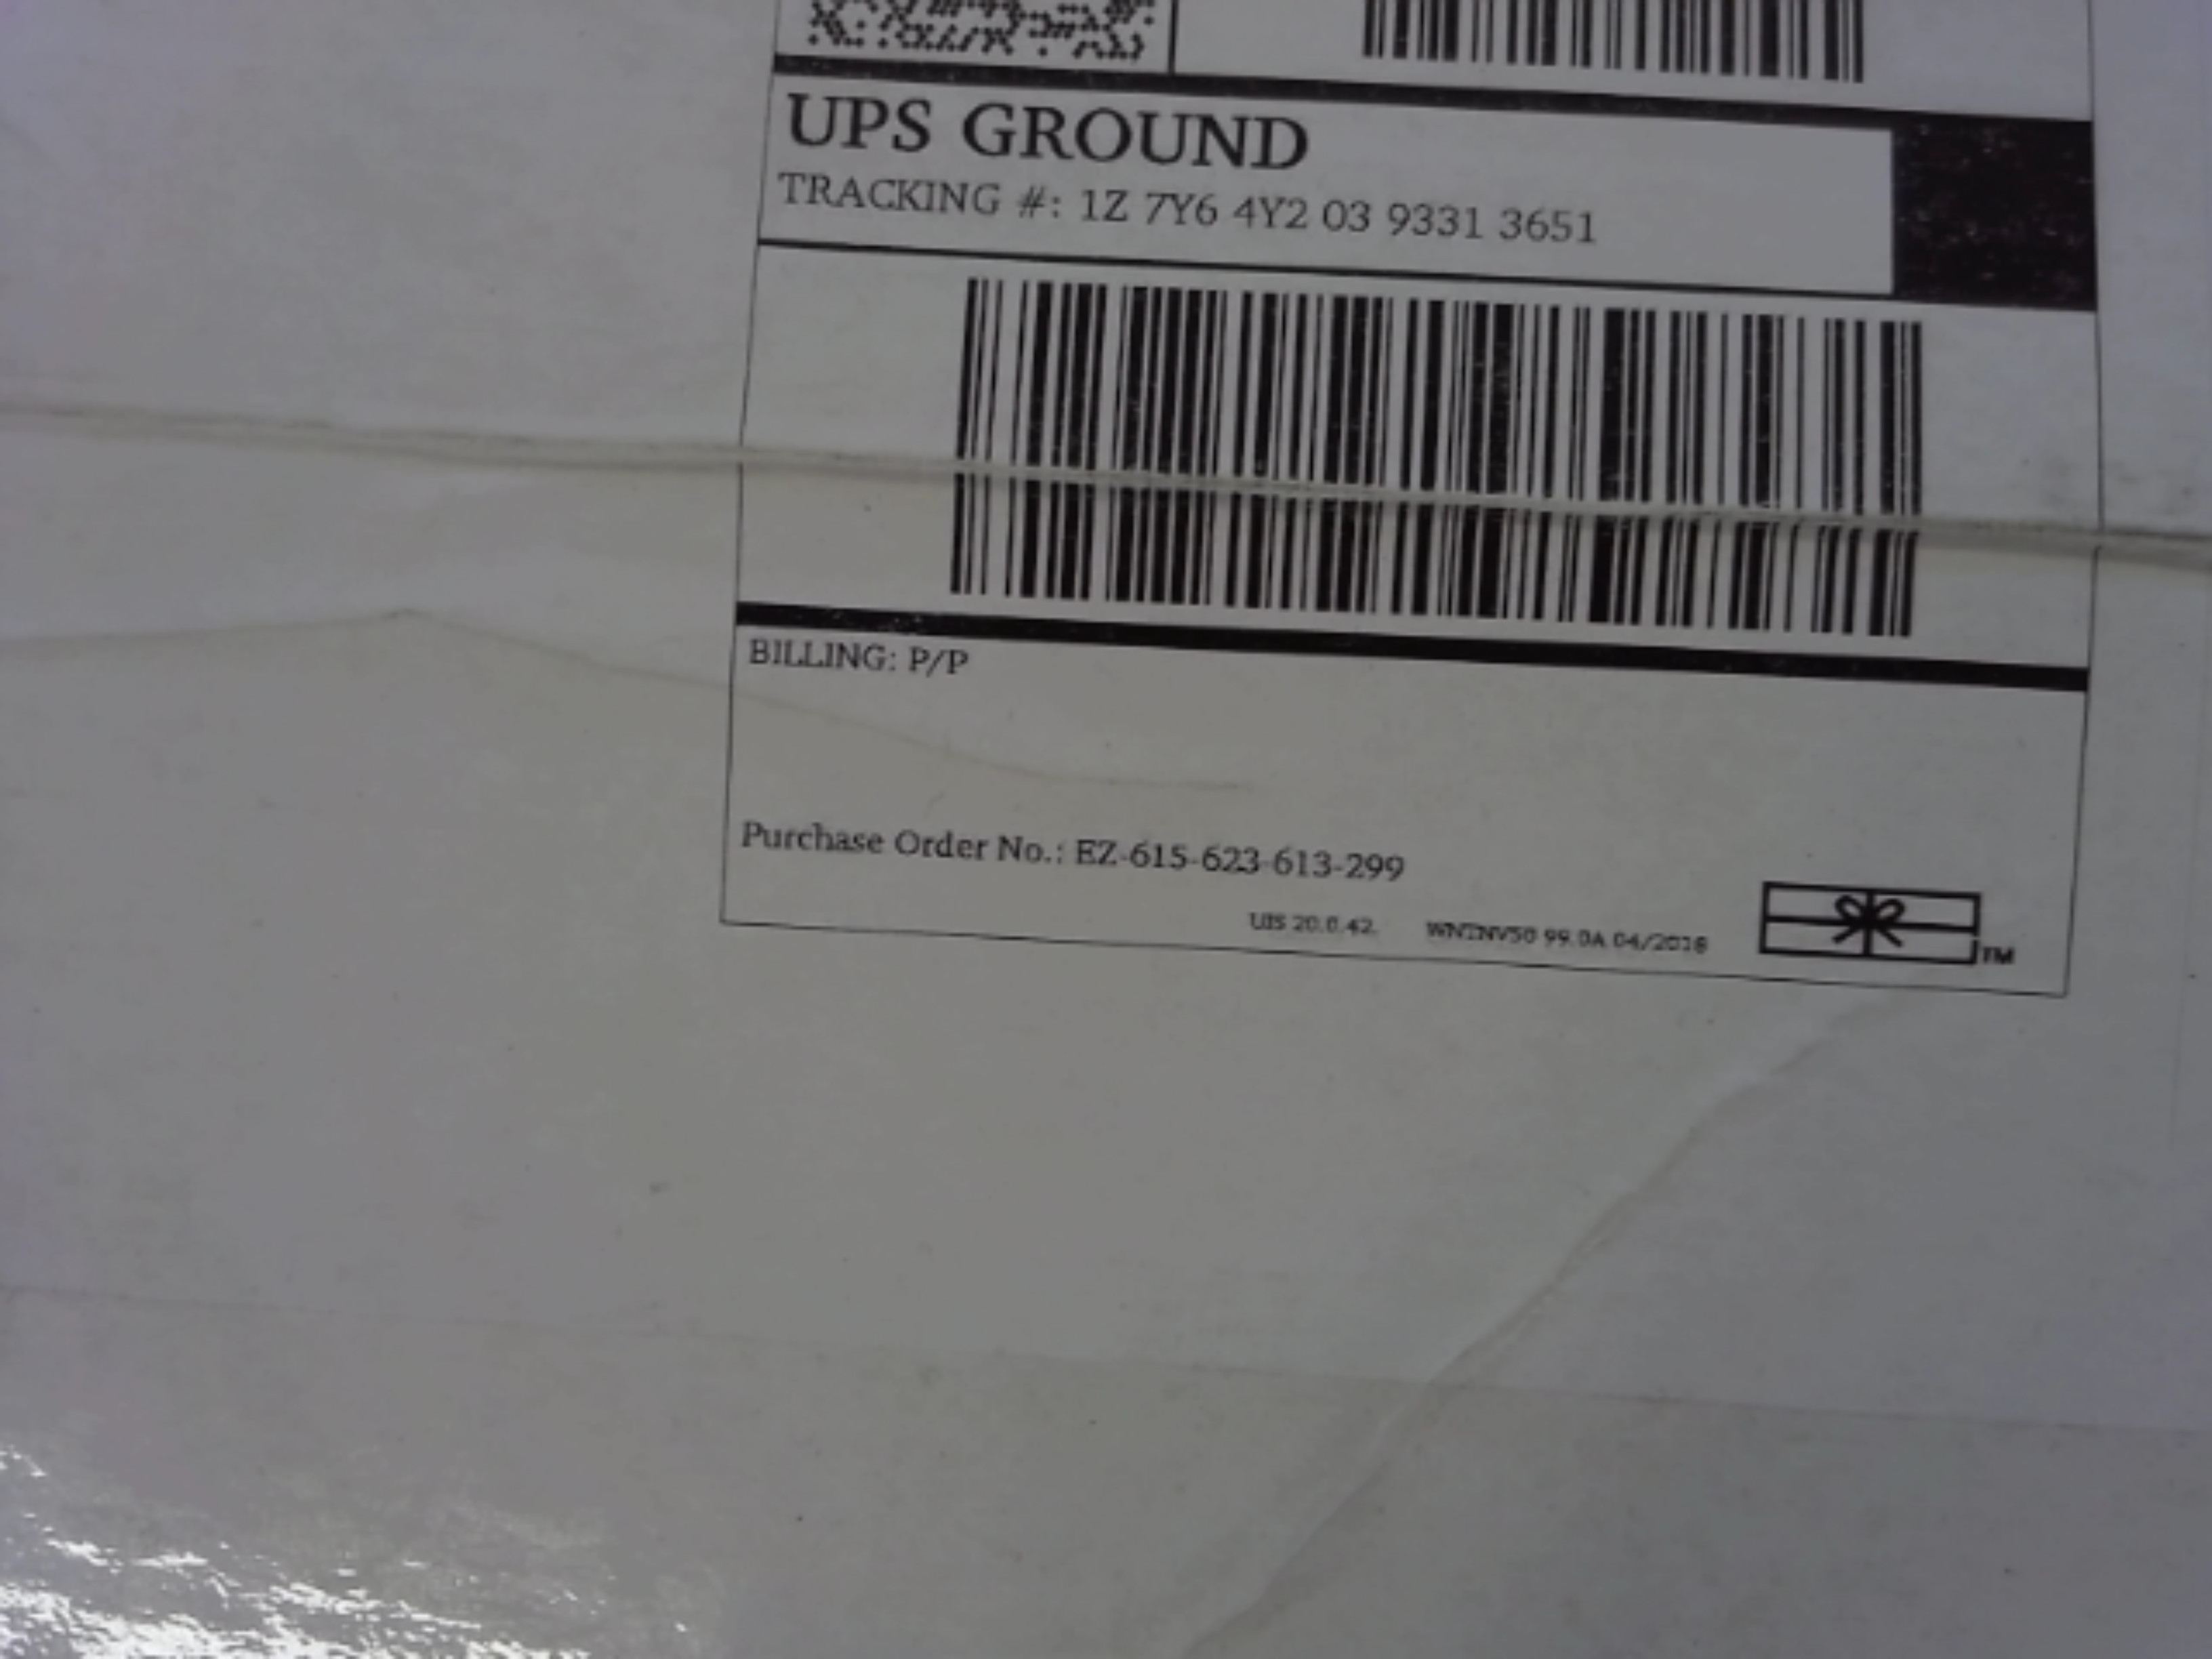 UPS GROUND
TRACKING #: 1Z 7Y6 4Y2 03 9331 3651
BILLING: P/P
Purchase Order No.: EZ-615-623-613-299
UIS 20.0.42. WNTNV50 99.0A 04/2018
TM